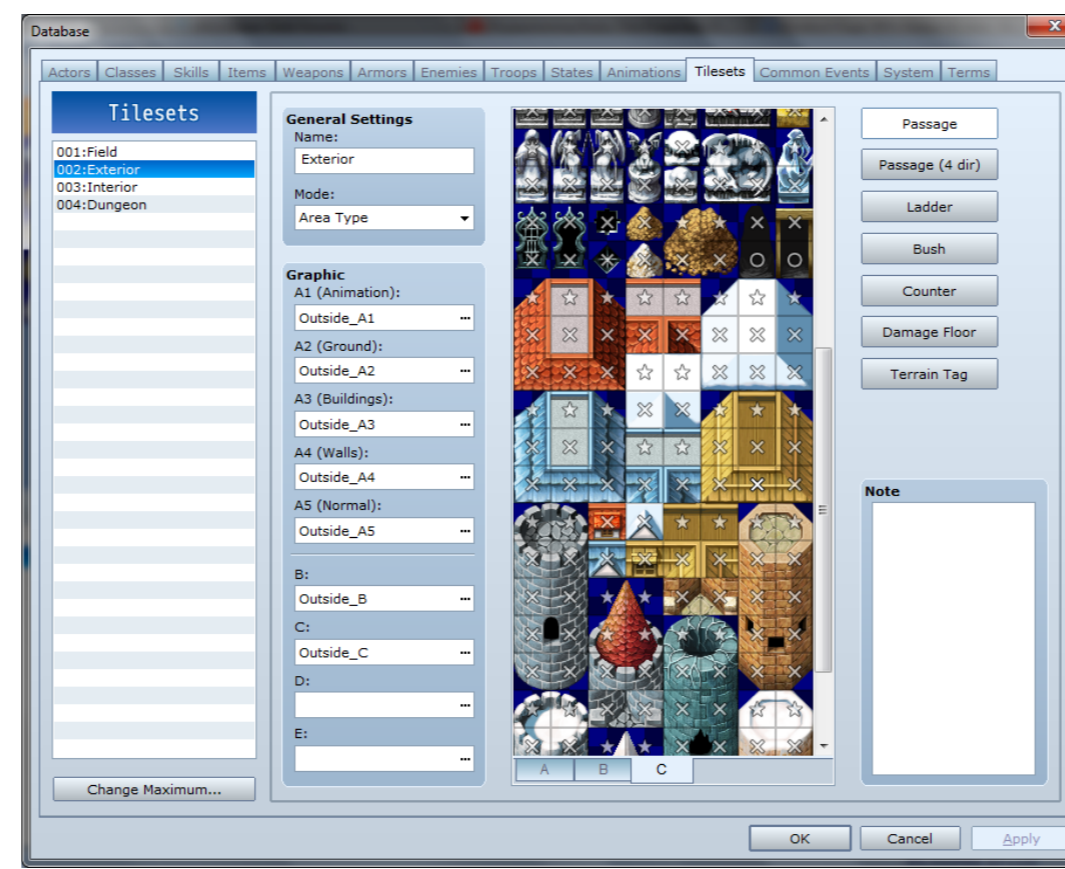 Database
Actors Classes Skills Items Weapons Armors Enemies Troops States Animations Tilesets Common Events System Terms
Tilesets
001:Field
002:Exterior
003:Interior
004:Dungeon
Change Maximum...
General Settings
Name:
Exterior
Mode:
Area Type
Graphic
A1 (Animation):
Outside_A1
A2 (Ground):
Outside_A2
A3 (Buildings):
Outside_A3
A4 (Walls):
Outside_A4
A5 (Normal):
Outside_A5
B:
Outside_B
C:
Outside_C
D:
E:
A B C
Passage
Passage (4 dir)
Ladder
Bush
Counter
Damage Floor
Terrain Tag
Note
OK Cancel Apply